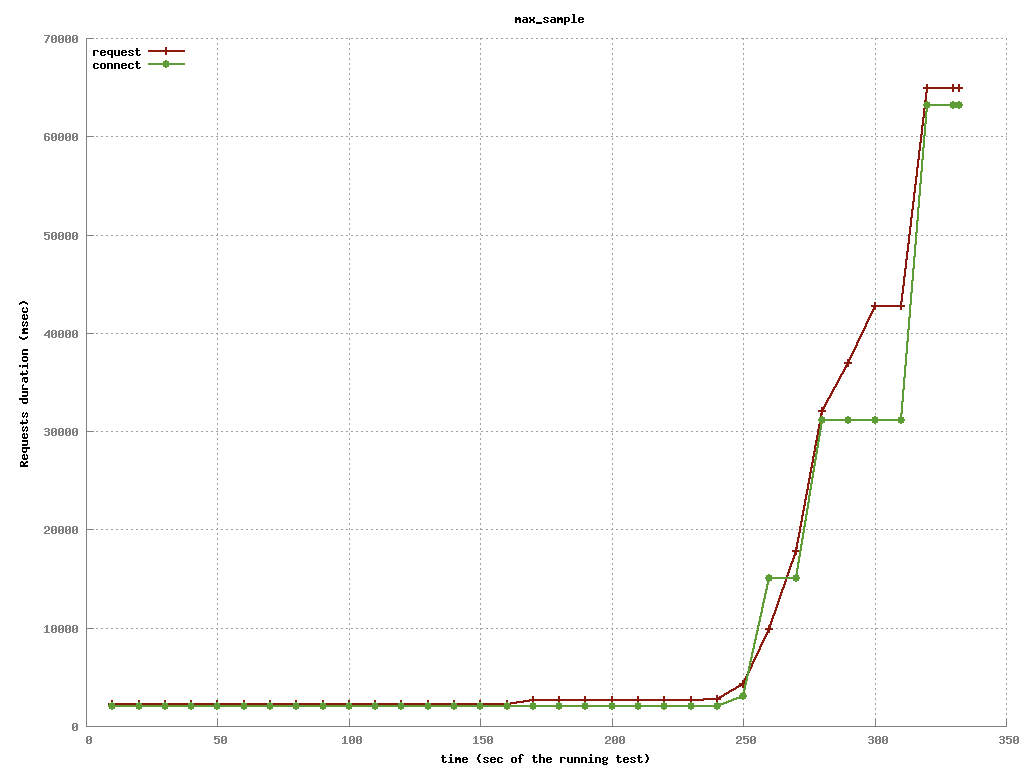 max_sample
70000
request
connect
60000
50000
40000
30000
20000
10000
0
Requests duration (msec)
0 50 100 150 200 250 300 350
time (sec of the running test)